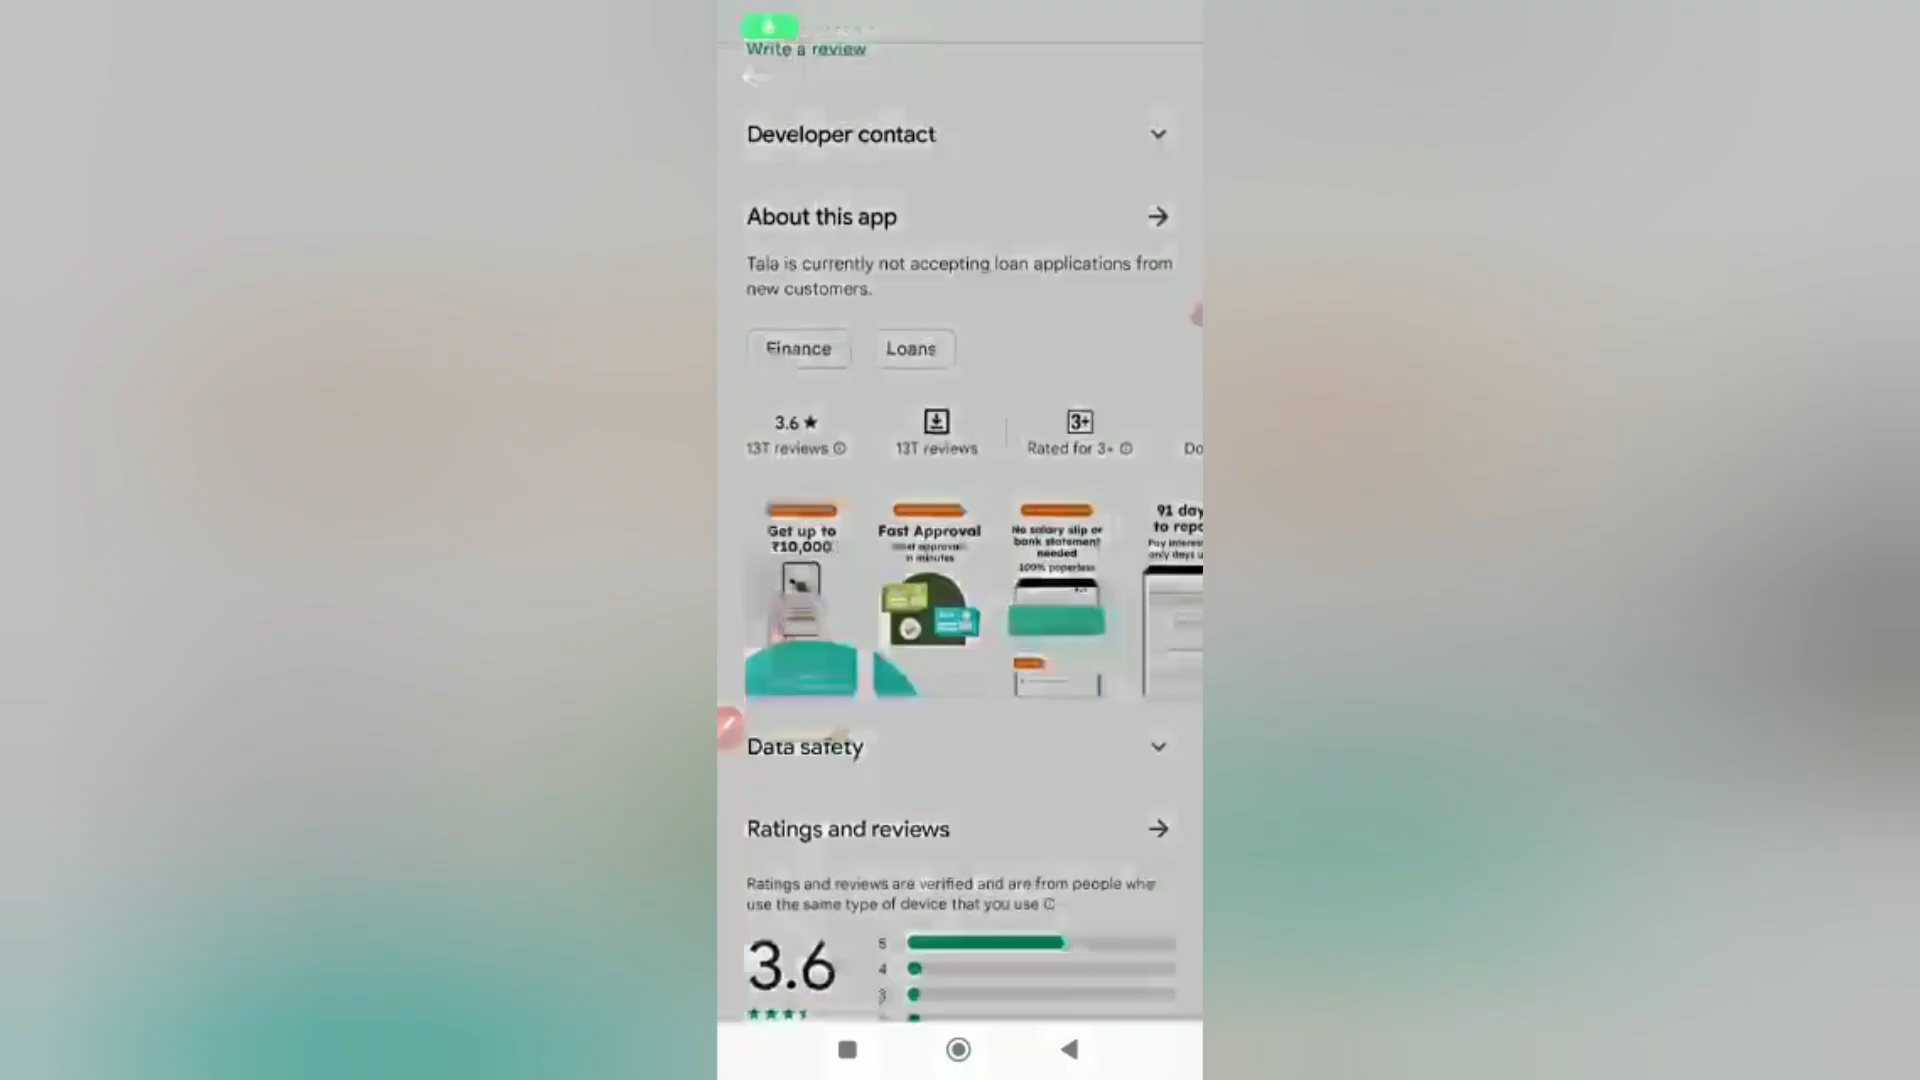 Write a review
Developer contact
About this app
Tala is currently not accepting loan applications from
new customers.
Finance
Loans
3.6 ★
13T reviews
13T reviews
3+
Rated for 3+
Do
Get up to
₹10,000
Fast Approval
in minutes
No salary slip or
bank statement
needed
100% paperless
91 day
to repa
Pay interes
only days u
Data safety
Ratings and reviews
Ratings and reviews are verified and are from people who
use the same type of device that you use
3.6
5
4
3